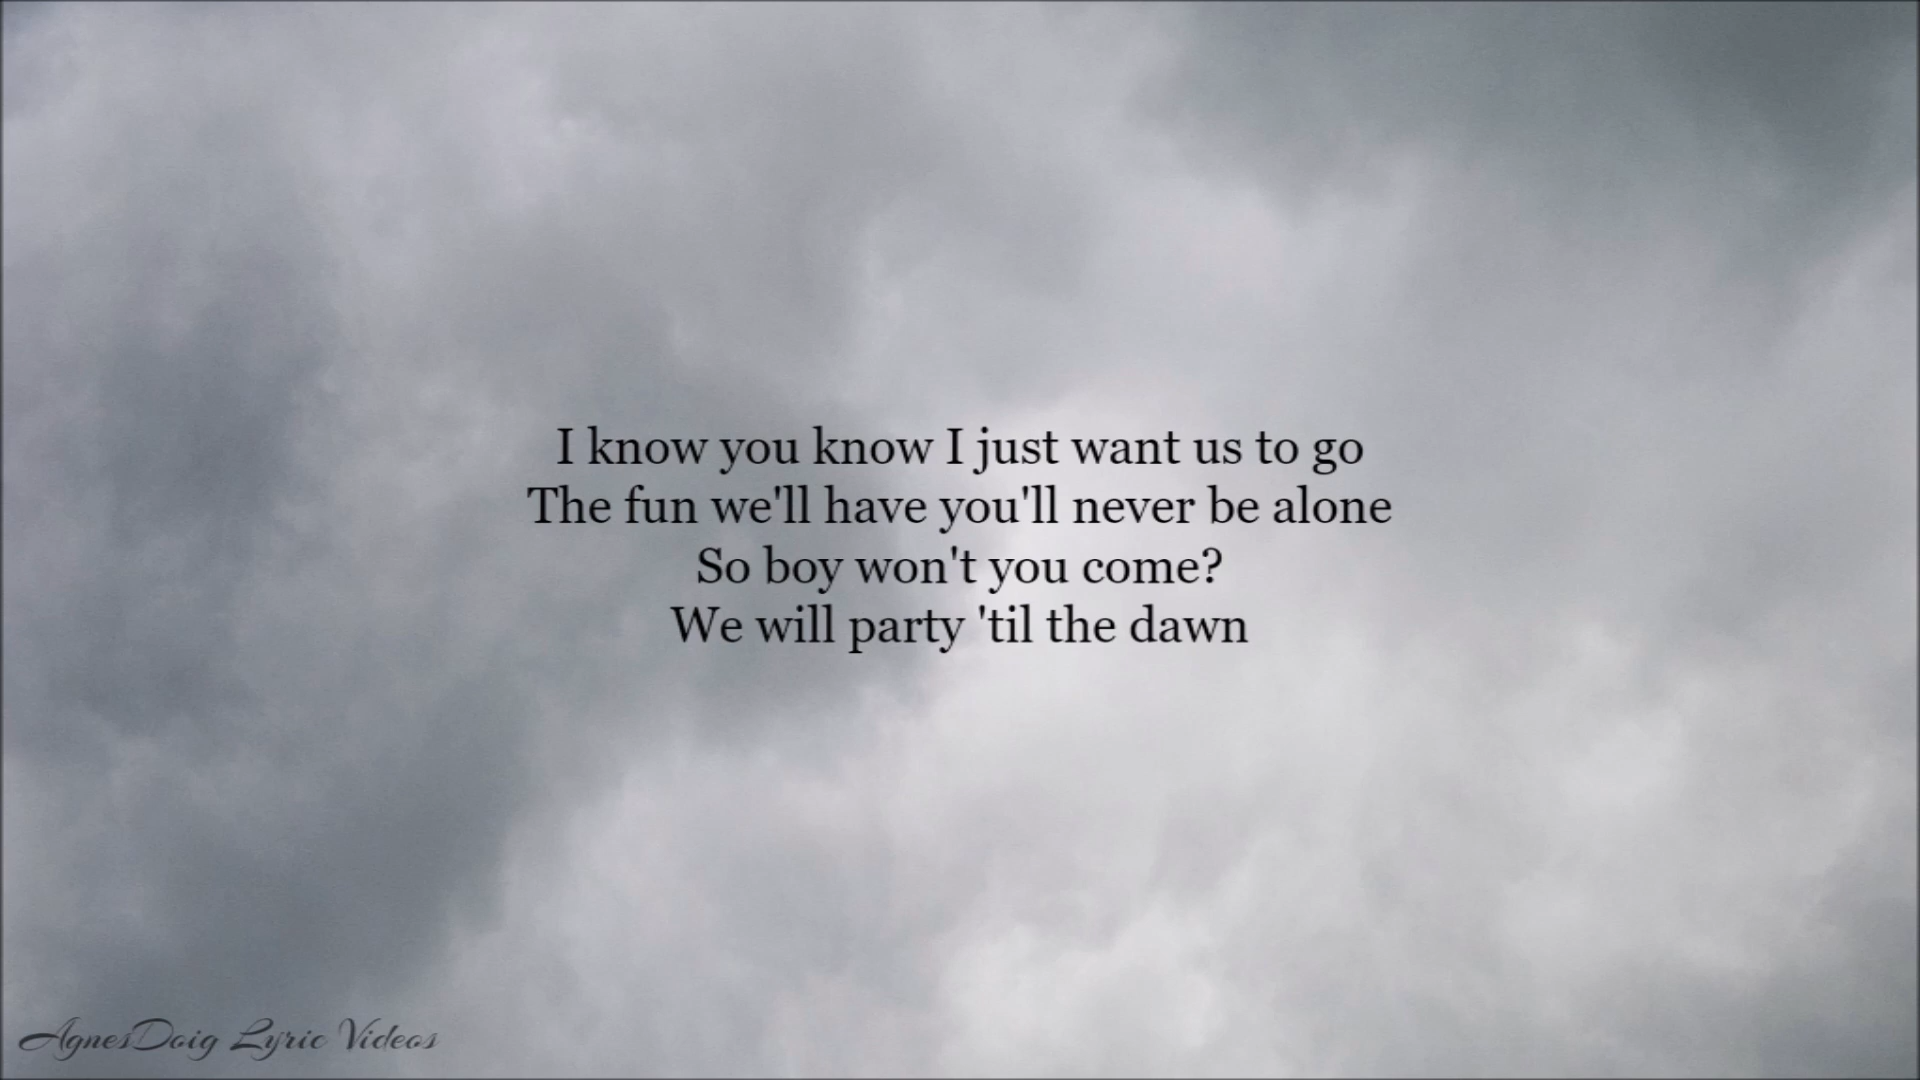 I know you know I just want us to go
The fun we'll have you'll never be alone
So boy won't you come?
We will party 'til the dawn
AgnesDoig Lyric Videos